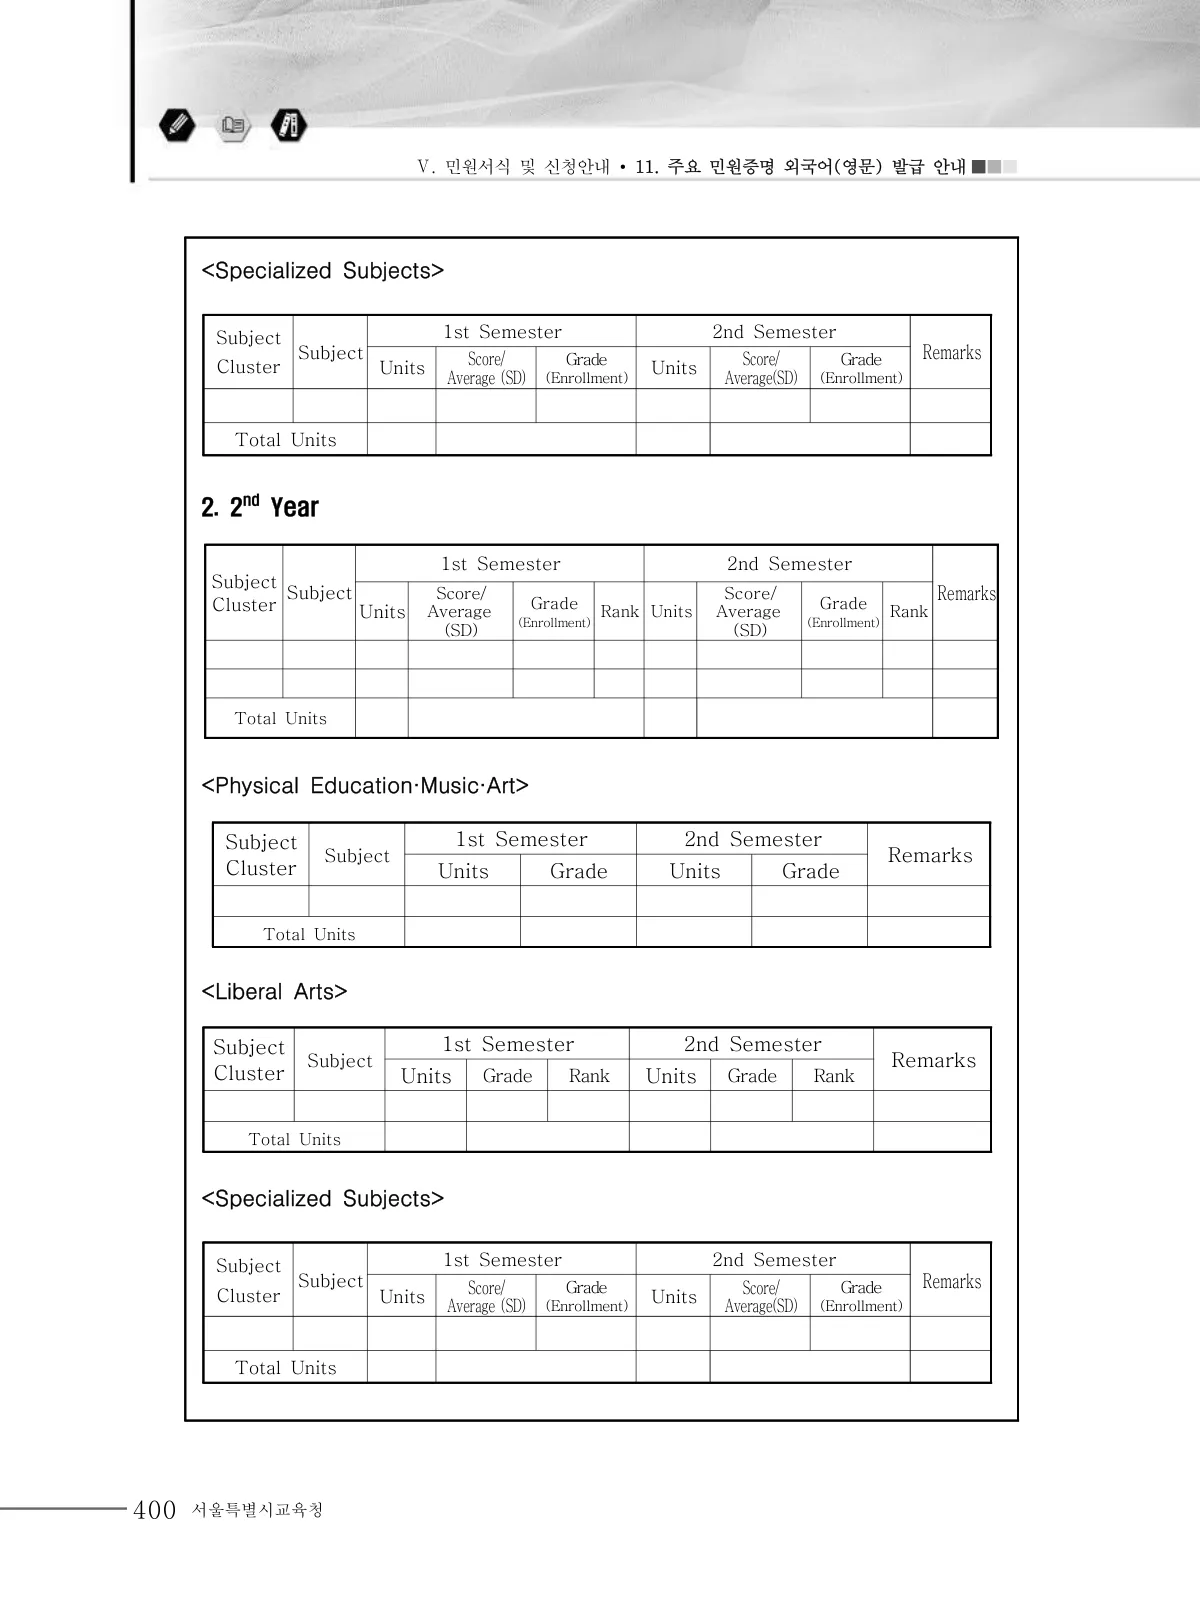 Ⅴ. 민원서식 및 신청안내 • 11. 주요 민원증명 외국어(영문) 발급 안내
<Specialized Subjects>
Subject Cluster Subject 1st Semester 2nd Semester Remarks
Units Score/ Average (SD) Grade (Enrollment) Units Score/ Average(SD) Grade (Enrollment)
Total Units
2. 2nd Year
Subject Cluster Subject 1st Semester 2nd Semester Remarks
Units Score/ Average (SD) Grade (Enrollment) Rank Units Score/ Average (SD) Grade (Enrollment) Rank
Total Units
<Physical Education·Music·Art>
Subject Cluster Subject 1st Semester 2nd Semester Remarks
Units Grade Units Grade
Total Units
<Liberal Arts>
Subject Cluster Subject 1st Semester 2nd Semester Remarks
Units Grade Rank Units Grade Rank
Total Units
<Specialized Subjects>
Subject Cluster Subject 1st Semester 2nd Semester Remarks
Units Score/ Average (SD) Grade (Enrollment) Units Score/ Average(SD) Grade (Enrollment)
Total Units
400 서울특별시교육청